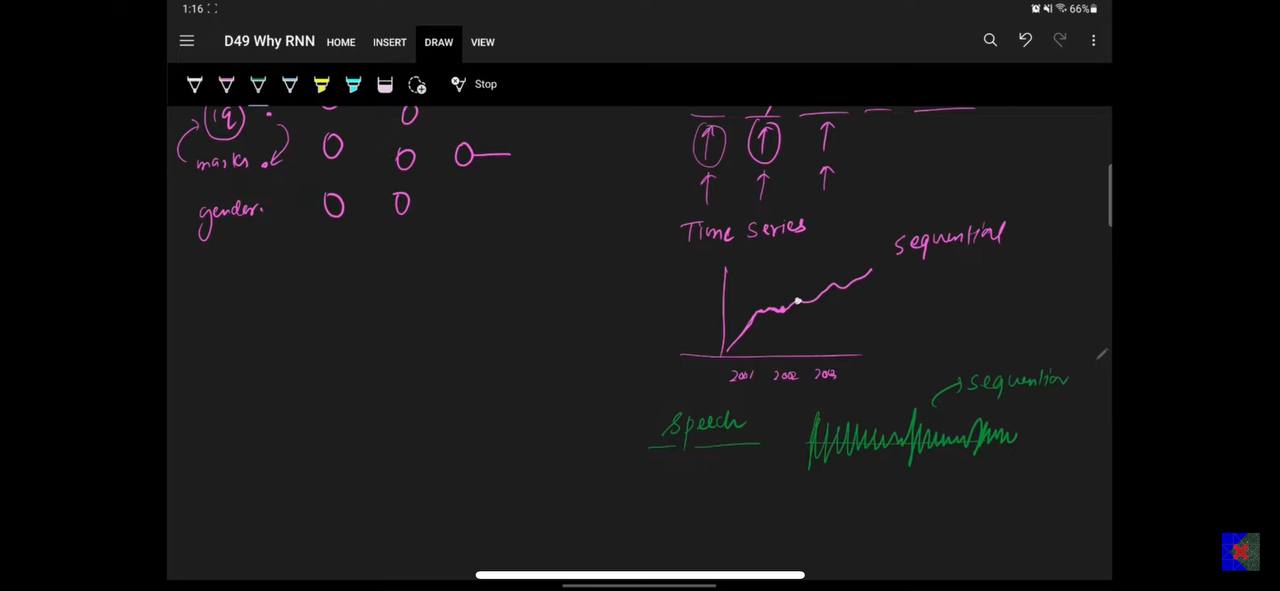 1:16 66%
D49 Why RNN HOME INSERT DRAW VIEW
Stop
iq
marks
gender.
Time Series
sequential
2001 2002 2003
speech
sequential